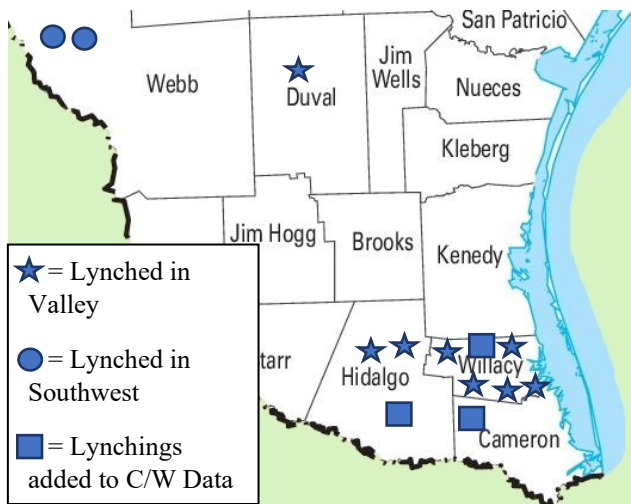 San Patricio
Jim
Wells
Webb
Duval
Nueces
Kleberg
Jim Hogg
Brooks
Kenedy
= Lynched in
Valley
= Lynched in
Southwest
= Lynchings
added to C/W Data
tarr
Hidalgo
Willacy
Cameron